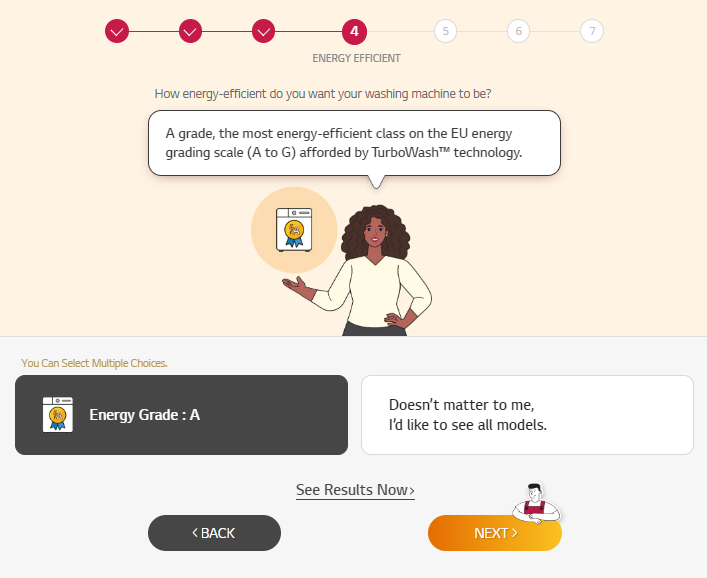 4 5 6 7
ENERGY EFFICIENT
How energy-efficient do you want your washing machine to be?
A grade, the most energy-efficient class on the EU energy
grading scale (A to G) afforded by TurboWash™ technology.
You Can Select Multiple Choices.
Energy Grade : A
Doesn’t matter to me,
I’d like to see all models.
See Results Now›
‹ BACK
NEXT ›